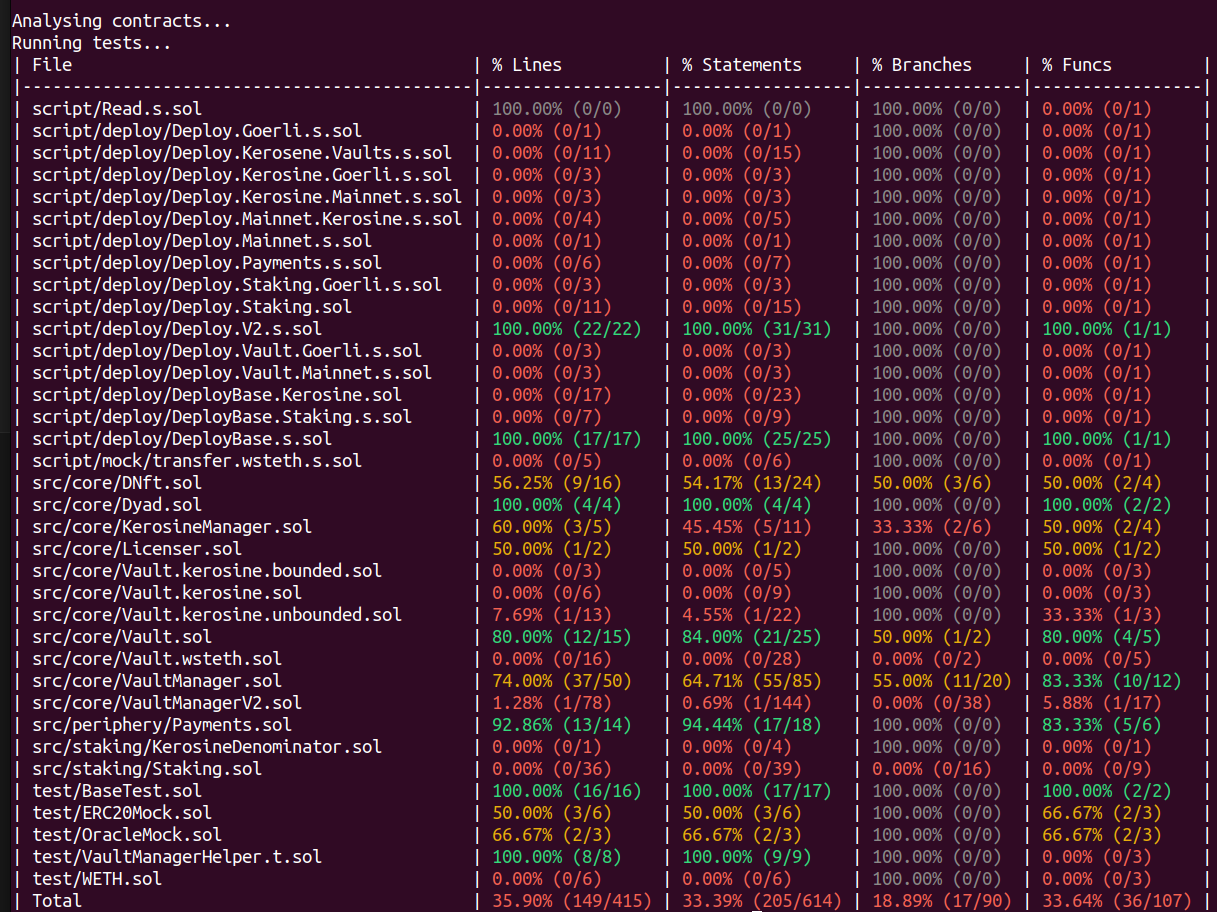 Analysing contracts...
Running tests...
| File | % Lines | % Statements | % Branches | % Funcs |
|---------------------------------------------|------------------|------------------|----------------|-----------------|
| script/Read.s.sol | 100.00% (0/0) | 100.00% (0/0) | 100.00% (0/0) | 0.00% (0/1) |
| script/deploy/Deploy.Goerli.s.sol | 0.00% (0/1) | 0.00% (0/1) | 100.00% (0/0) | 0.00% (0/1) |
| script/deploy/Deploy.Kerosene.Vaults.s.sol | 0.00% (0/11) | 0.00% (0/15) | 100.00% (0/0) | 0.00% (0/1) |
| script/deploy/Deploy.Kerosine.Goerli.s.sol | 0.00% (0/3) | 0.00% (0/3) | 100.00% (0/0) | 0.00% (0/1) |
| script/deploy/Deploy.Kerosine.Mainnet.s.sol | 0.00% (0/3) | 0.00% (0/3) | 100.00% (0/0) | 0.00% (0/1) |
| script/deploy/Deploy.Mainnet.Kerosine.s.sol | 0.00% (0/4) | 0.00% (0/5) | 100.00% (0/0) | 0.00% (0/1) |
| script/deploy/Deploy.Mainnet.s.sol | 0.00% (0/1) | 0.00% (0/1) | 100.00% (0/0) | 0.00% (0/1) |
| script/deploy/Deploy.Payments.s.sol | 0.00% (0/6) | 0.00% (0/7) | 100.00% (0/0) | 0.00% (0/1) |
| script/deploy/Deploy.Staking.Goerli.s.sol | 0.00% (0/3) | 0.00% (0/3) | 100.00% (0/0) | 0.00% (0/1) |
| script/deploy/Deploy.Staking.sol | 0.00% (0/11) | 0.00% (0/15) | 100.00% (0/0) | 0.00% (0/1) |
| script/deploy/Deploy.V2.s.sol | 100.00% (22/22) | 100.00% (31/31) | 100.00% (0/0) | 100.00% (1/1) |
| script/deploy/Deploy.Vault.Goerli.s.sol | 0.00% (0/3) | 0.00% (0/3) | 100.00% (0/0) | 0.00% (0/1) |
| script/deploy/Deploy.Vault.Mainnet.s.sol | 0.00% (0/3) | 0.00% (0/3) | 100.00% (0/0) | 0.00% (0/1) |
| script/deploy/DeployBase.Kerosine.sol | 0.00% (0/17) | 0.00% (0/23) | 100.00% (0/0) | 0.00% (0/1) |
| script/deploy/DeployBase.Staking.s.sol | 0.00% (0/7) | 0.00% (0/9) | 100.00% (0/0) | 0.00% (0/1) |
| script/deploy/DeployBase.s.sol | 100.00% (17/17) | 100.00% (25/25) | 100.00% (0/0) | 100.00% (1/1) |
| script/mock/transfer.wsteth.s.sol | 0.00% (0/5) | 0.00% (0/6) | 100.00% (0/0) | 0.00% (0/1) |
| src/core/DNft.sol | 56.25% (9/16) | 54.17% (13/24) | 50.00% (3/6) | 50.00% (2/4) |
| src/core/Dyad.sol | 100.00% (4/4) | 100.00% (4/4) | 100.00% (0/0) | 100.00% (2/2) |
| src/core/KerosineManager.sol | 60.00% (3/5) | 45.45% (5/11) | 33.33% (2/6) | 50.00% (2/4) |
| src/core/Licenser.sol | 50.00% (1/2) | 50.00% (1/2) | 100.00% (0/0) | 50.00% (1/2) |
| src/core/Vault.kerosine.bounded.sol | 0.00% (0/3) | 0.00% (0/5) | 100.00% (0/0) | 0.00% (0/3) |
| src/core/Vault.kerosine.sol | 0.00% (0/6) | 0.00% (0/9) | 100.00% (0/0) | 0.00% (0/3) |
| src/core/Vault.kerosine.unbounded.sol | 7.69% (1/13) | 4.55% (1/22) | 100.00% (0/0) | 33.33% (1/3) |
| src/core/Vault.sol | 80.00% (12/15) | 84.00% (21/25) | 50.00% (1/2) | 80.00% (4/5) |
| src/core/Vault.wsteth.sol | 0.00% (0/16) | 0.00% (0/28) | 0.00% (0/2) | 0.00% (0/5) |
| src/core/VaultManager.sol | 74.00% (37/50) | 64.71% (55/85) | 55.00% (11/20) | 83.33% (10/12) |
| src/core/VaultManagerV2.sol | 1.28% (1/78) | 0.69% (1/144) | 0.00% (0/38) | 5.88% (1/17) |
| src/periphery/Payments.sol | 92.86% (13/14) | 94.44% (17/18) | 100.00% (0/0) | 83.33% (5/6) |
| src/staking/KerosineDenominator.sol | 0.00% (0/1) | 0.00% (0/4) | 100.00% (0/0) | 0.00% (0/1) |
| src/staking/Staking.sol | 0.00% (0/36) | 0.00% (0/39) | 0.00% (0/16) | 0.00% (0/9) |
| test/BaseTest.sol | 100.00% (16/16) | 100.00% (17/17) | 100.00% (0/0) | 100.00% (2/2) |
| test/ERC20Mock.sol | 50.00% (3/6) | 50.00% (3/6) | 100.00% (0/0) | 66.67% (2/3) |
| test/OracleMock.sol | 66.67% (2/3) | 66.67% (2/3) | 100.00% (0/0) | 66.67% (2/3) |
| test/VaultManagerHelper.t.sol | 100.00% (8/8) | 100.00% (9/9) | 100.00% (0/0) | 0.00% (0/3) |
| test/WETH.sol | 0.00% (0/6) | 0.00% (0/6) | 100.00% (0/0) | 0.00% (0/3) |
| Total | 35.90% (149/415) | 33.39% (205/614) | 18.89% (17/90) | 33.64% (36/107) |